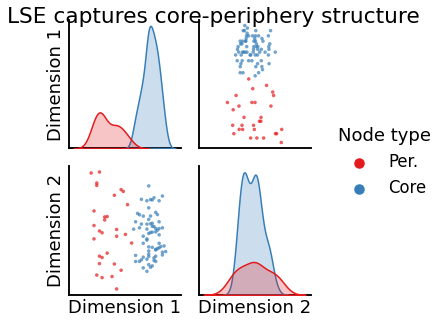 LSE captures core-periphery structure
Dimension 1
Dimension 2
Dimension 1
Dimension 2
Node type
Per.
Core